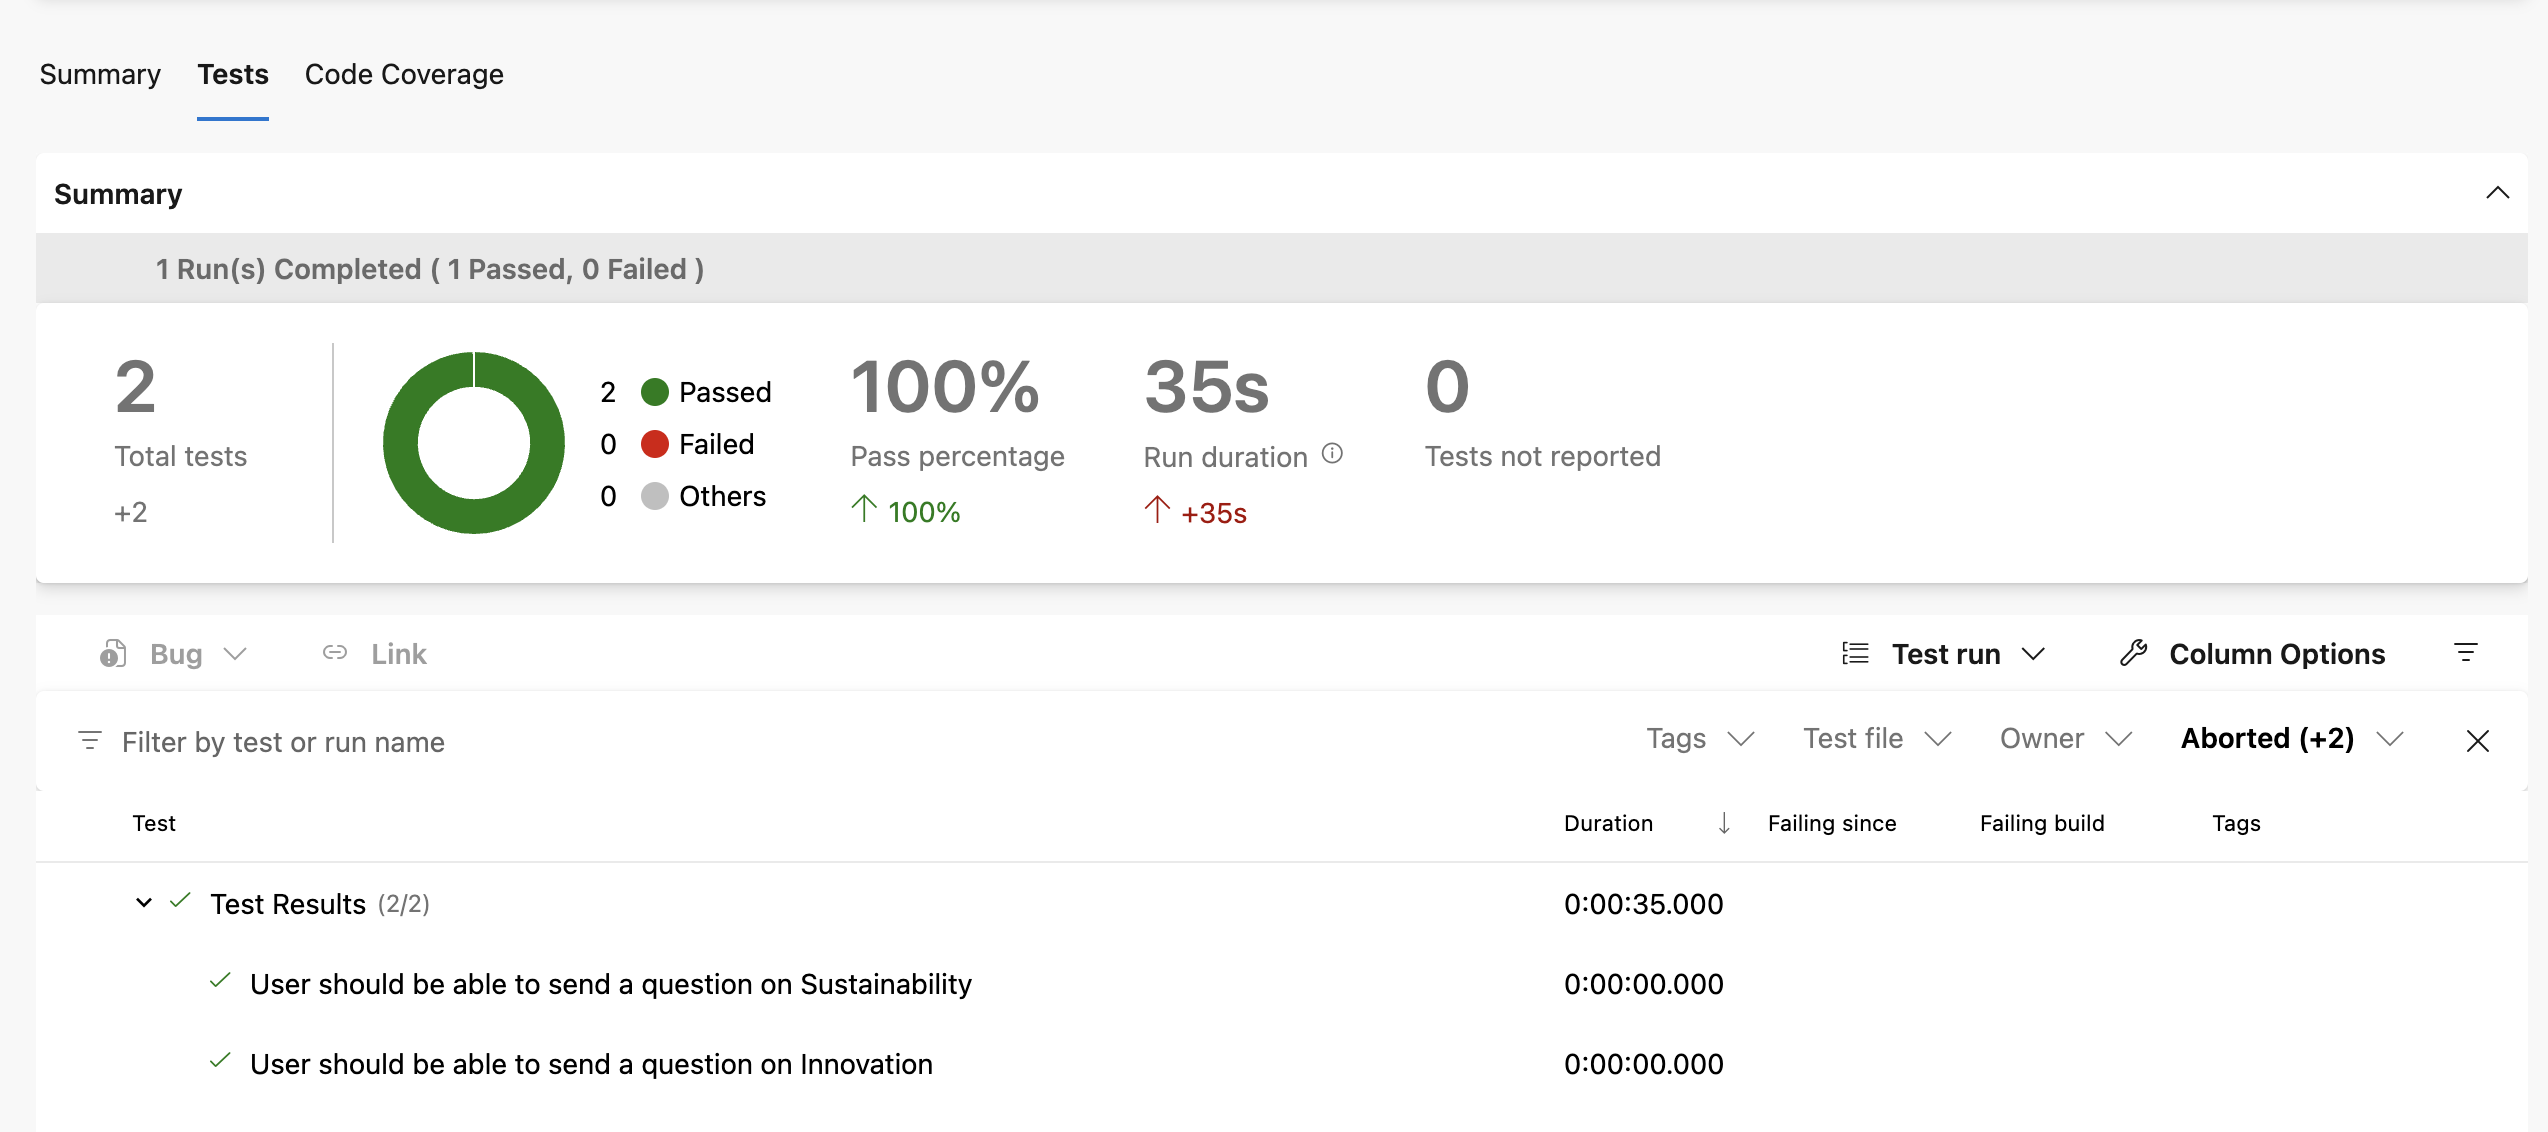 Summary Tests Code Coverage
Summary
1 Run(s) Completed ( 1 Passed, 0 Failed )
2
Total tests
+2
2 Passed
0 Failed
0 Others
100%
Pass percentage
↑ 100%
35s
Run duration
↑ +35s
0
Tests not reported
Bug Link Test run Column Options
Filter by test or run name Tags Test file Owner Aborted (+2)
Test Duration ↓ Failing since Failing build Tags
Test Results (2/2) 0:00:35.000
User should be able to send a question on Sustainability 0:00:00.000
User should be able to send a question on Innovation 0:00:00.000